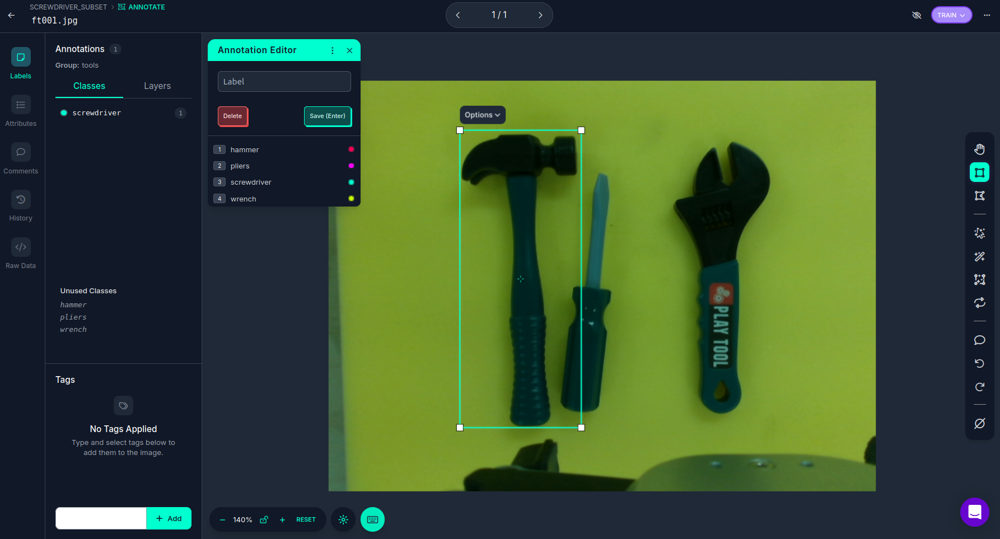 SCREWDRIVER_SUBSET > ANNOTATE
ft001.jpg
1 / 1
TRAIN
Labels
Attributes
Comments
History
Raw Data
Annotations 1
Group: tools
Classes Layers
screwdriver 1
Unused Classes
hammer
pliers
wrench
Tags
No Tags Applied
Type and select tags below to
add them to the image.
+ Add
Annotation Editor
Label
Delete Save (Enter)
1 hammer
2 pliers
3 screwdriver
4 wrench
Options
PLAY TOOL
− 140% + RESET